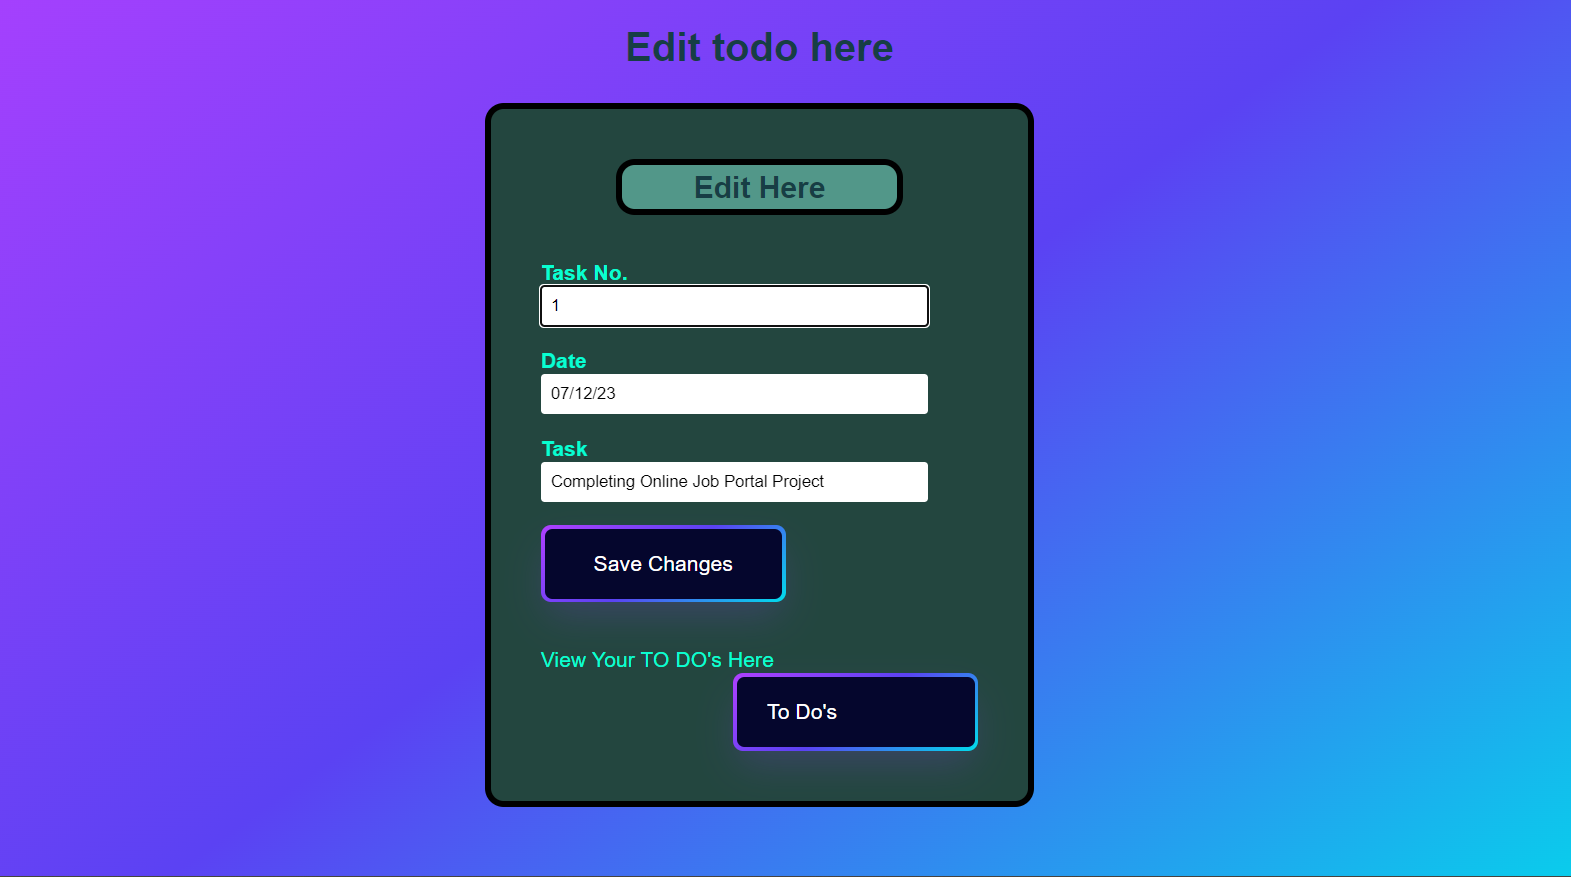 Edit todo here
Edit Here
Task No.
1
Date
07/12/23
Task
Completing Online Job Portal Project
Save Changes
View Your TO DO's Here
To Do's